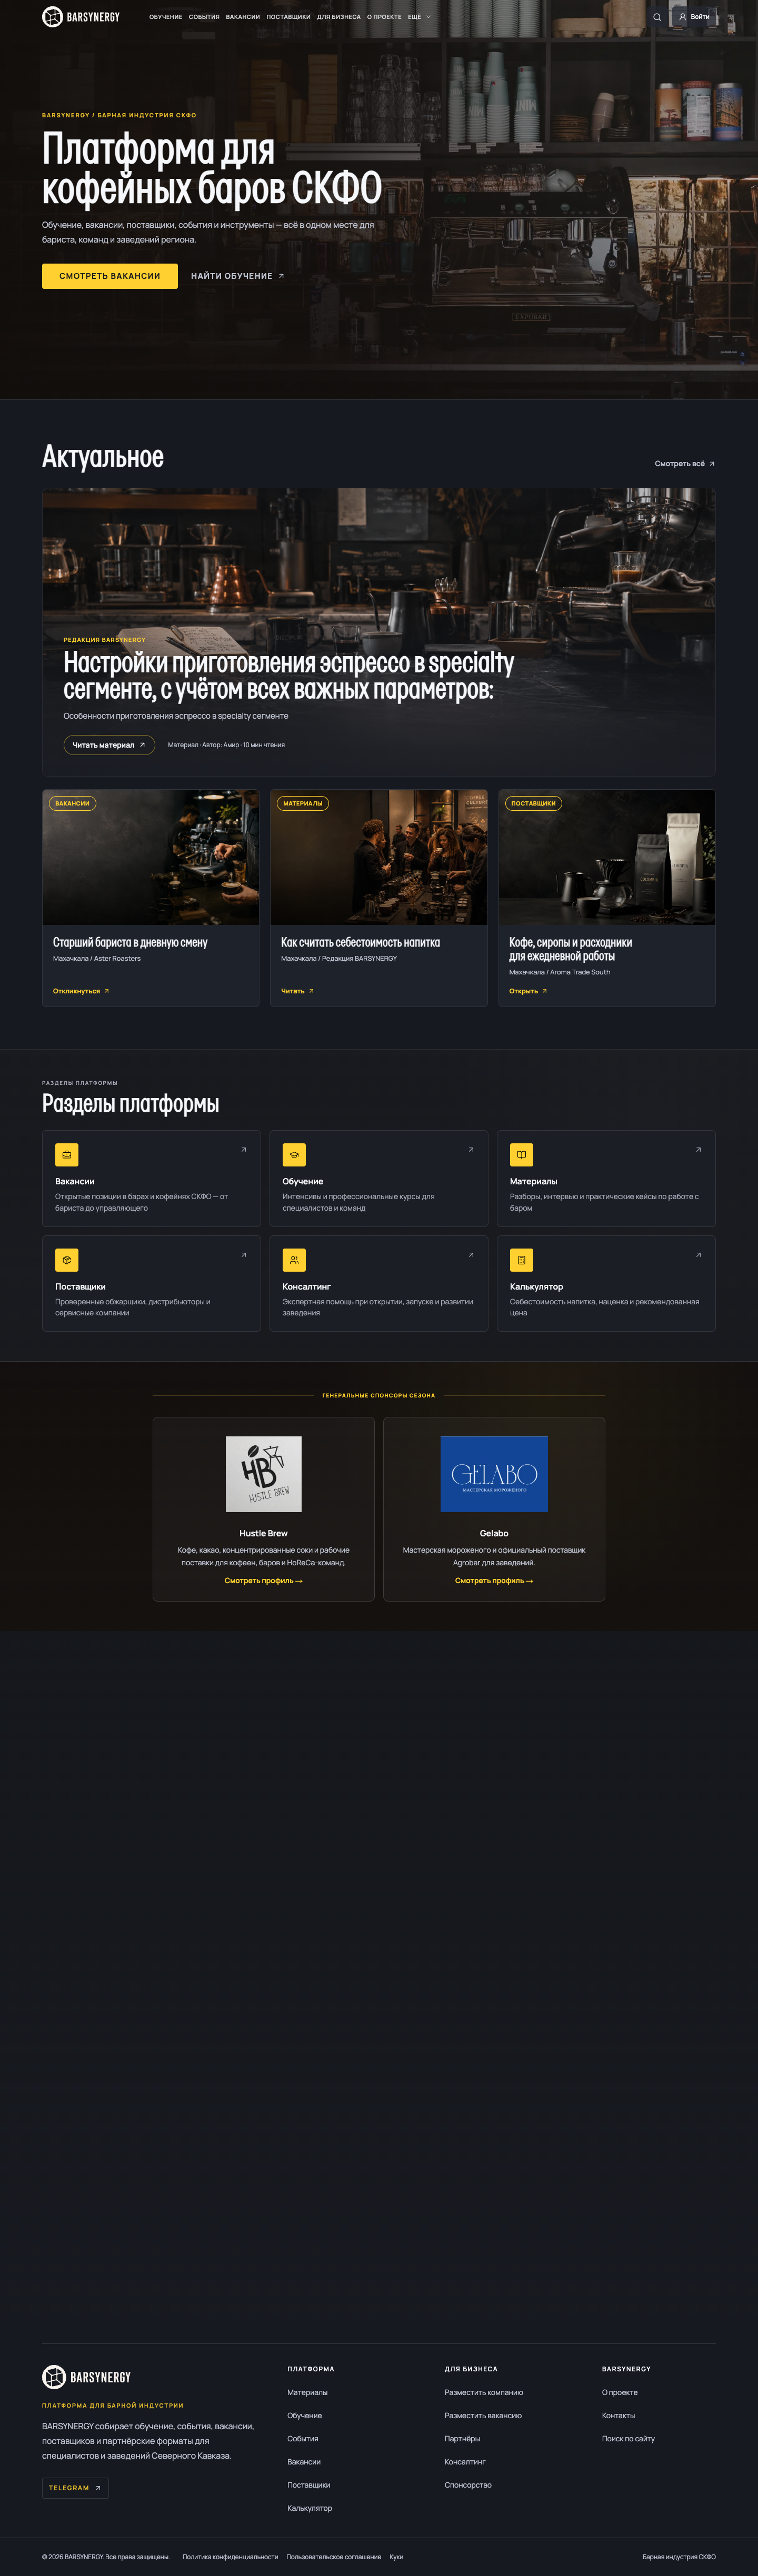 BARSYNERGY
ОБУЧЕНИЕ СОБЫТИЯ ВАКАНСИИ ПОСТАВЩИКИ ДЛЯ БИЗНЕСА О ПРОЕКТЕ ЕЩЁ
Войти
BARSYNERGY / БАРНАЯ ИНДУСТРИЯ СКФО
Платформа для
кофейных баров СКФО
Обучение, вакансии, поставщики, события и инструменты — всё в одном месте для
бариста, команд и заведений региона.
СМОТРЕТЬ ВАКАНСИИ
НАЙТИ ОБУЧЕНИЕ
Актуальное
Смотреть всё
РЕДАКЦИЯ BARSYNERGY
Настройки приготовления эспрессо в specialty
сегменте, с учётом всех важных параметров:
Особенности приготовления эспрессо в specialty сегменте
Читать материал
Материал · Автор: Амир · 10 мин чтения
ВАКАНСИИ
Старший бариста в дневную смену
Махачкала / Aster Roasters
Откликнуться
МАТЕРИАЛЫ
Как считать себестоимость напитка
Махачкала / Редакция BARSYNERGY
Читать
ПОСТАВЩИКИ
Кофе, сиропы и расходники
для ежедневной работы
Махачкала / Aroma Trade South
Открыть
РАЗДЕЛЫ ПЛАТФОРМЫ
Разделы платформы
Вакансии
Открытые позиции в барах и кофейнях СКФО — от
бариста до управляющего
Обучение
Интенсивы и профессиональные курсы для
специалистов и команд
Материалы
Разборы, интервью и практические кейсы по работе с
баром
Поставщики
Проверенные обжарщики, дистрибьюторы и
сервисные компании
Консалтинг
Экспертная помощь при открытии, запуске и развитии
заведения
Калькулятор
Себестоимость напитка, наценка и рекомендованная
цена
ГЕНЕРАЛЬНЫЕ СПОНСОРЫ СЕЗОНА
HB
HUSTLE BREW
Hustle Brew
Кофе, какао, концентрированные соки и рабочие
поставки для кофеен, баров и HoReCa-команд.
Смотреть профиль →
GELABO
МАСТЕРСКАЯ МОРОЖЕНОГО
Gelabo
Мастерская мороженого и официальный поставщик
Agrobar для заведений.
Смотреть профиль →
BARSYNERGY
ПЛАТФОРМА ДЛЯ БАРНОЙ ИНДУСТРИИ
BARSYNERGY собирает обучение, события, вакансии,
поставщиков и партнёрские форматы для
специалистов и заведений Северного Кавказа.
TELEGRAM
ПЛАТФОРМА
Материалы
Обучение
События
Вакансии
Поставщики
Калькулятор
ДЛЯ БИЗНЕСА
Разместить компанию
Разместить вакансию
Партнёры
Консалтинг
Спонсорство
BARSYNERGY
О проекте
Контакты
Поиск по сайту
© 2026 BARSYNERGY. Все права защищены.
Политика конфиденциальности
Пользовательское соглашение
Куки
Барная индустрия СКФО